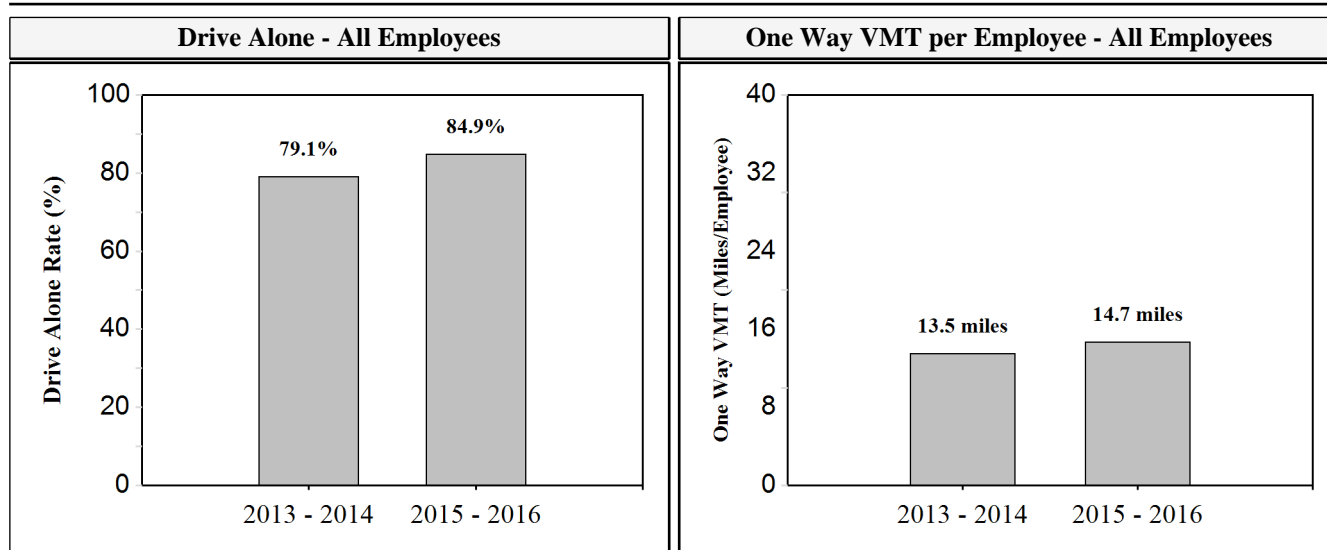 Drive Alone - All Employees
Drive Alone Rate (%)
100
80
60
40
20
0
79.1%
84.9%
2013 - 2014
2015 - 2016
One Way VMT per Employee - All Employees
One Way VMT (Miles/Employee)
40
32
24
16
8
0
13.5 miles
14.7 miles
2013 - 2014
2015 - 2016